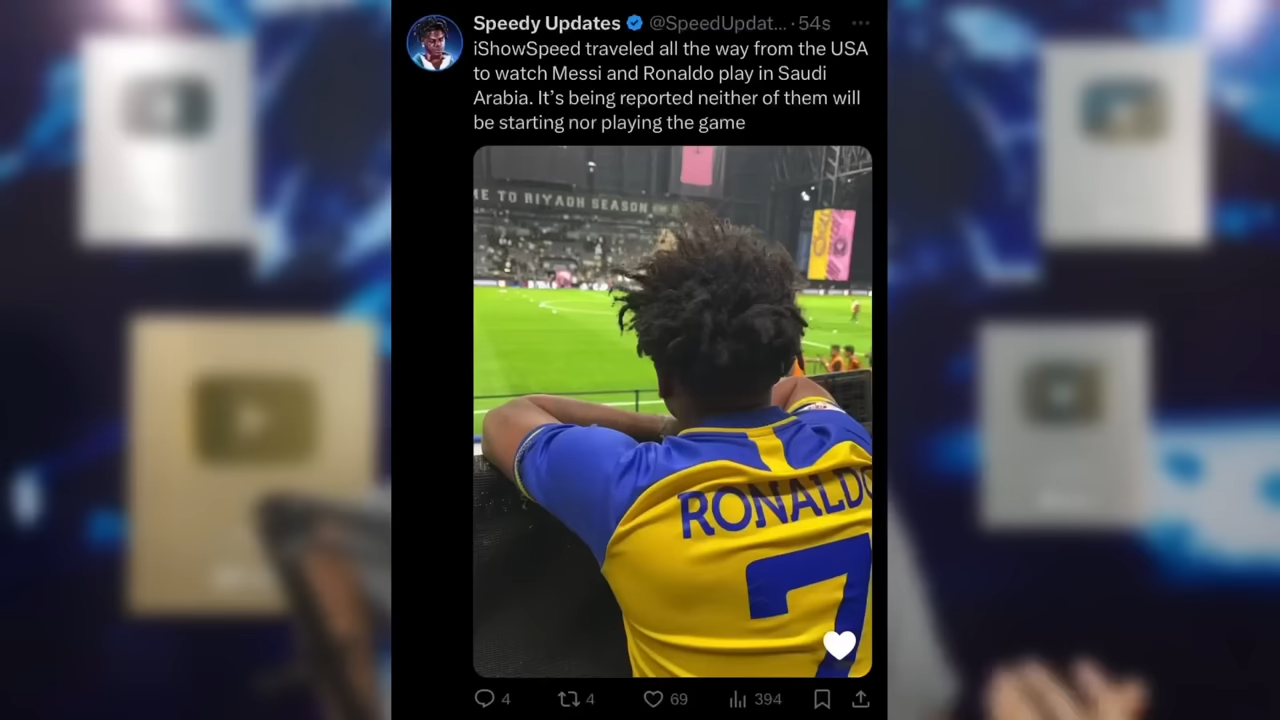 Speedy Updates @SpeedUpdat... · 54s
iShowSpeed traveled all the way from the USA
to watch Messi and Ronaldo play in Saudi
Arabia. It’s being reported neither of them will
be starting nor playing the game
ME TO RIYADH SEASON
RONALDO
7
4 4 69 394